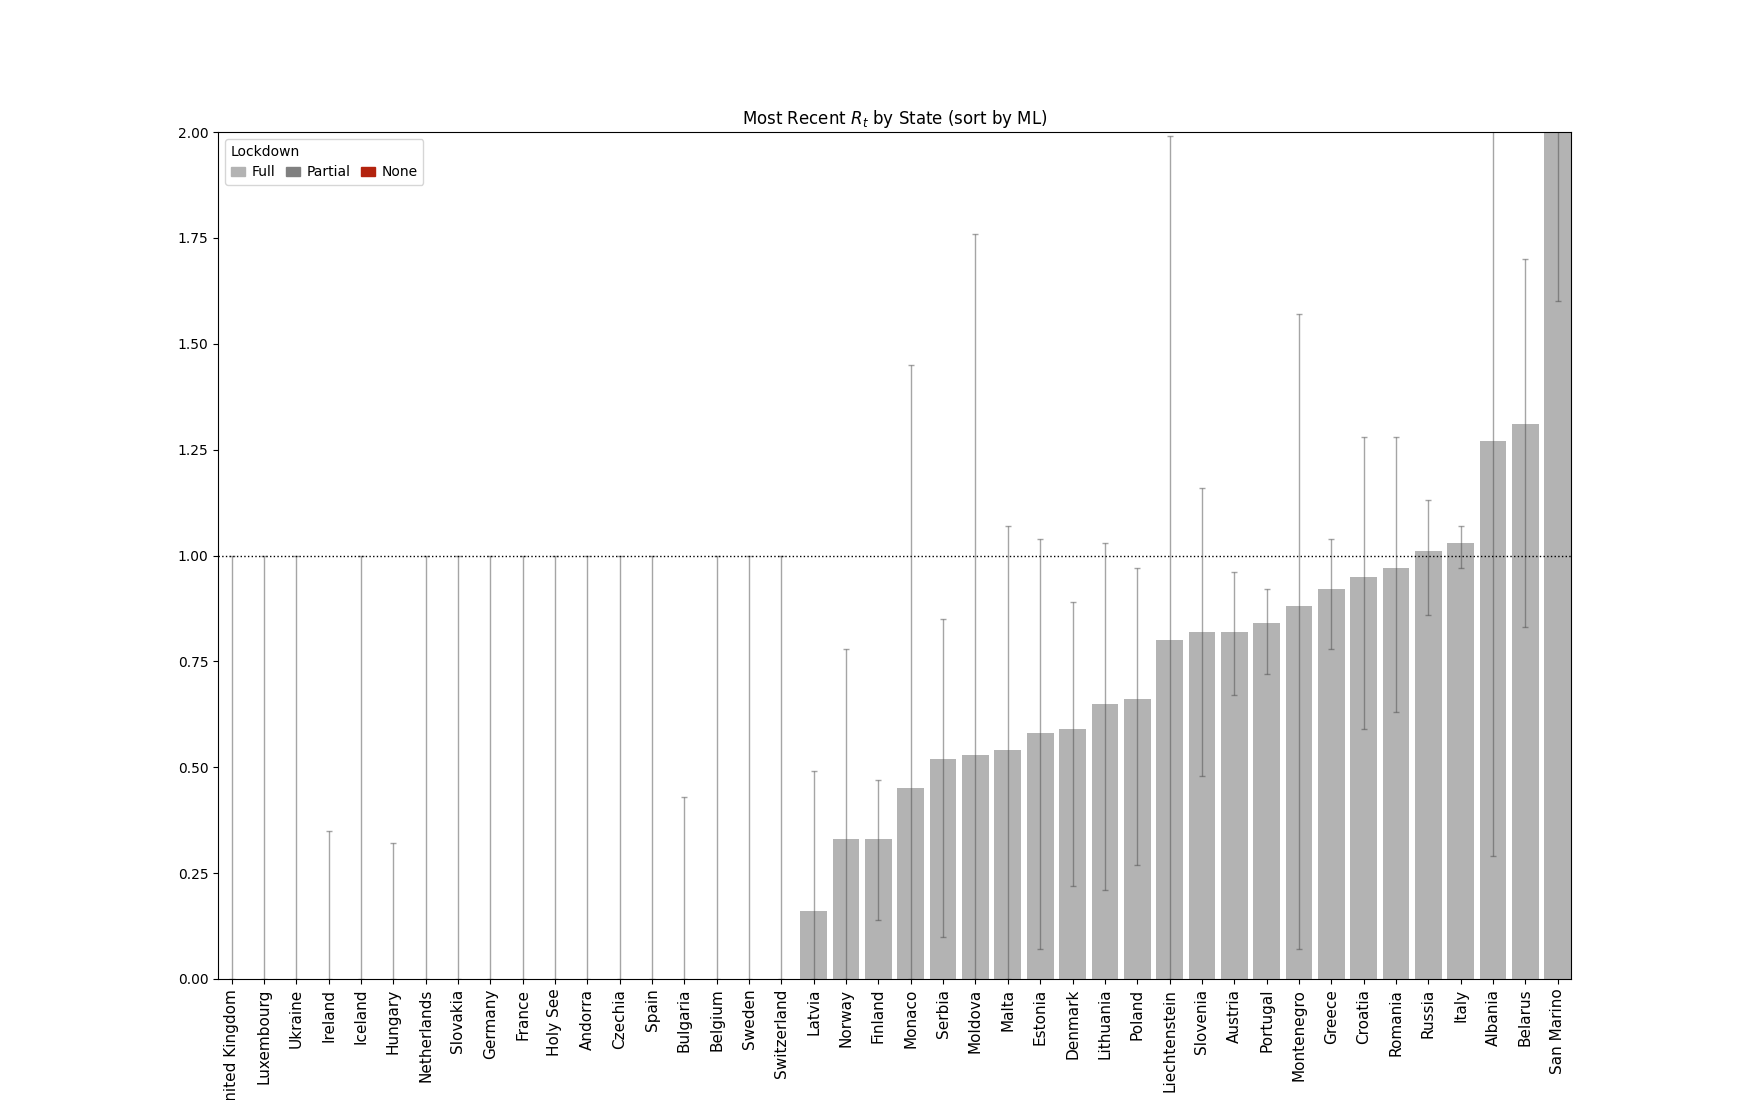 Most Recent Rt by State (sort by ML)
2.00
Lockdown
Full Partial None
1.75
1.50
1.25
1.00
0.75
0.50
0.25
0.00
nited Kingdom
Luxembourg
Ukraine
Ireland
Iceland
Hungary
Netherlands
Slovakia
Germany
France
Holy See
Andorra
Czechia
Spain
Bulgaria
Belgium
Sweden
Switzerland
Latvia
Norway
Finland
Monaco
Serbia
Moldova
Malta
Estonia
Denmark
Lithuania
Poland
Liechtenstein
Slovenia
Austria
Portugal
Montenegro
Greece
Croatia
Romania
Russia
Italy
Albania
Belarus
San Marino